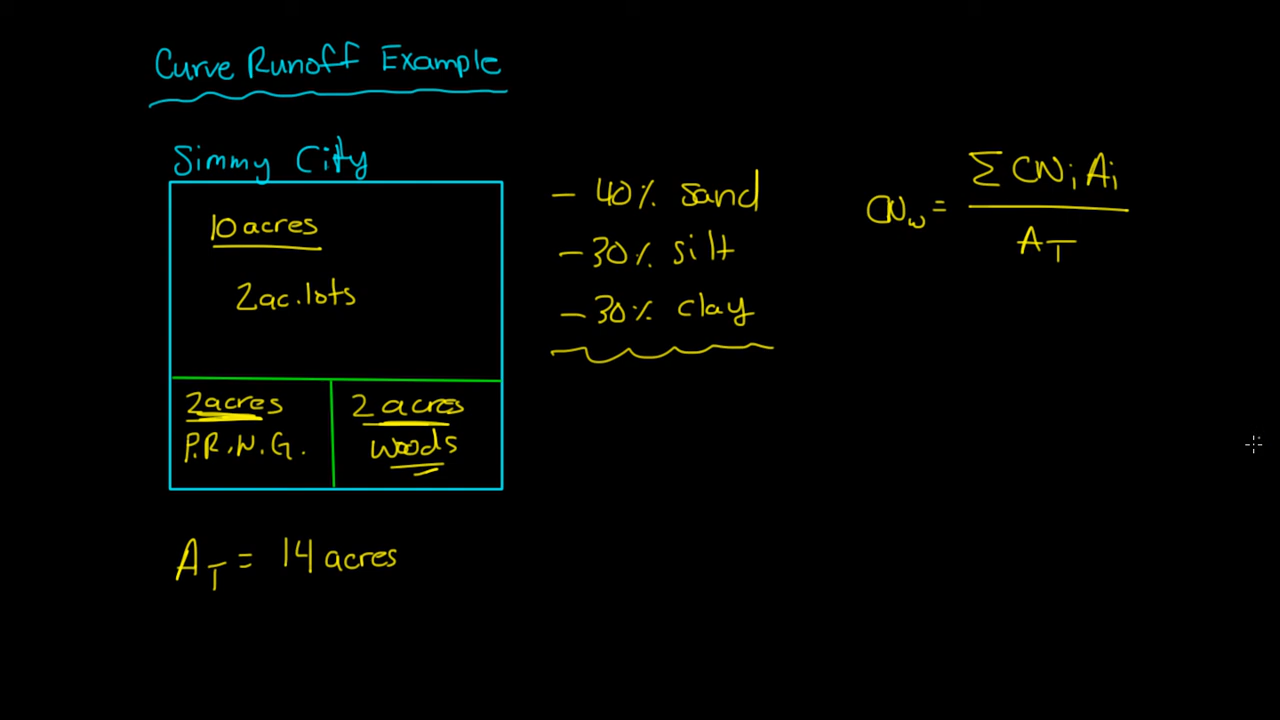 Curve Runoff Example
Simmy City
10 acres
2ac. lots
2acres
P.R.N.G.
2 acres
woods
A_T = 14 acres
- 40% sand
- 30% silt
- 30% clay
CN_w = Σ CN_i A_i / A_T